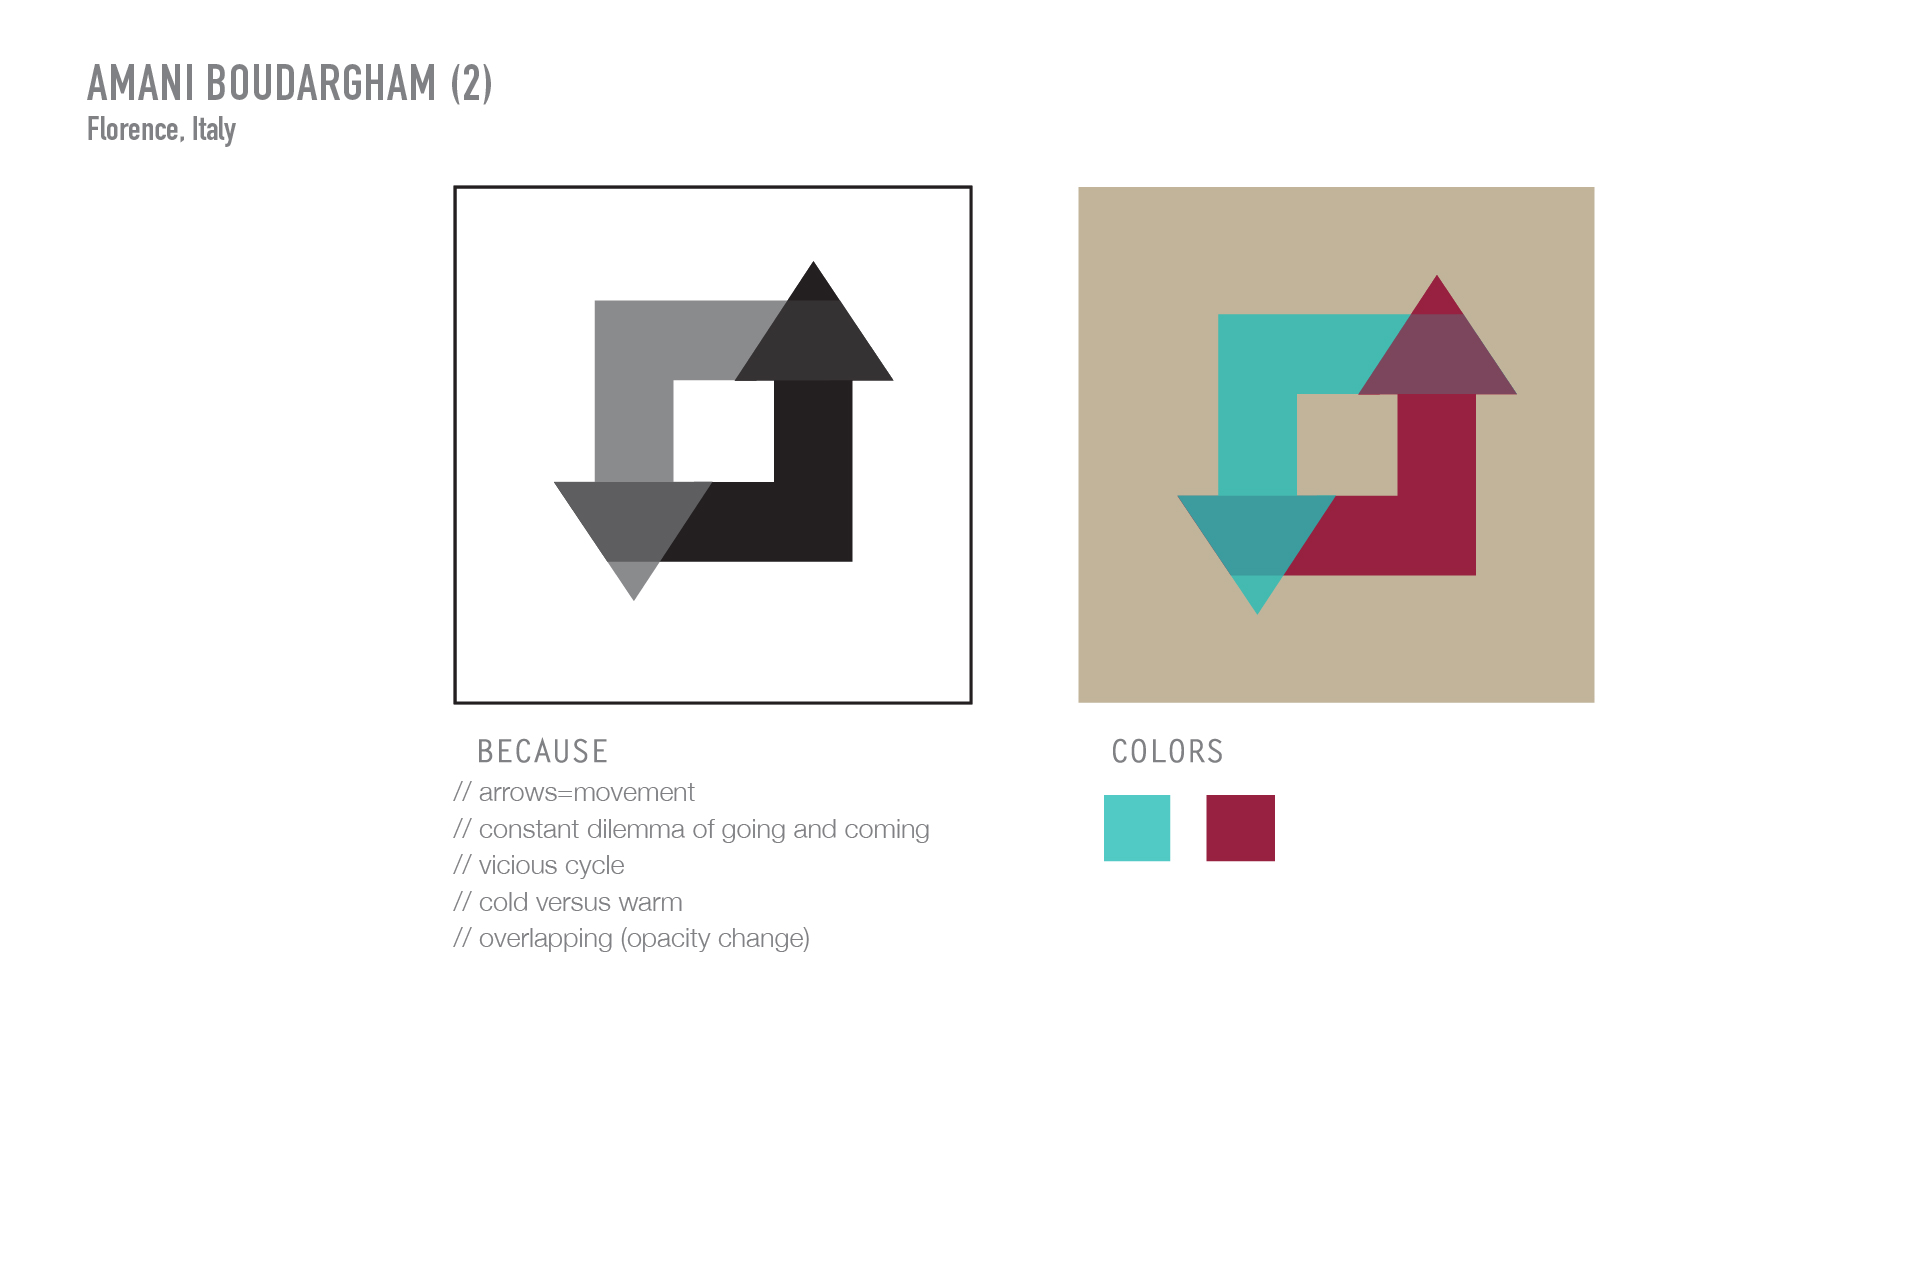 AMANI BOUDARGHAM (2)
Florence, Italy
BECAUSE
// arrows=movement
// constant dilemma of going and coming
// vicious cycle
// cold versus warm
// overlapping (opacity change)
COLORS